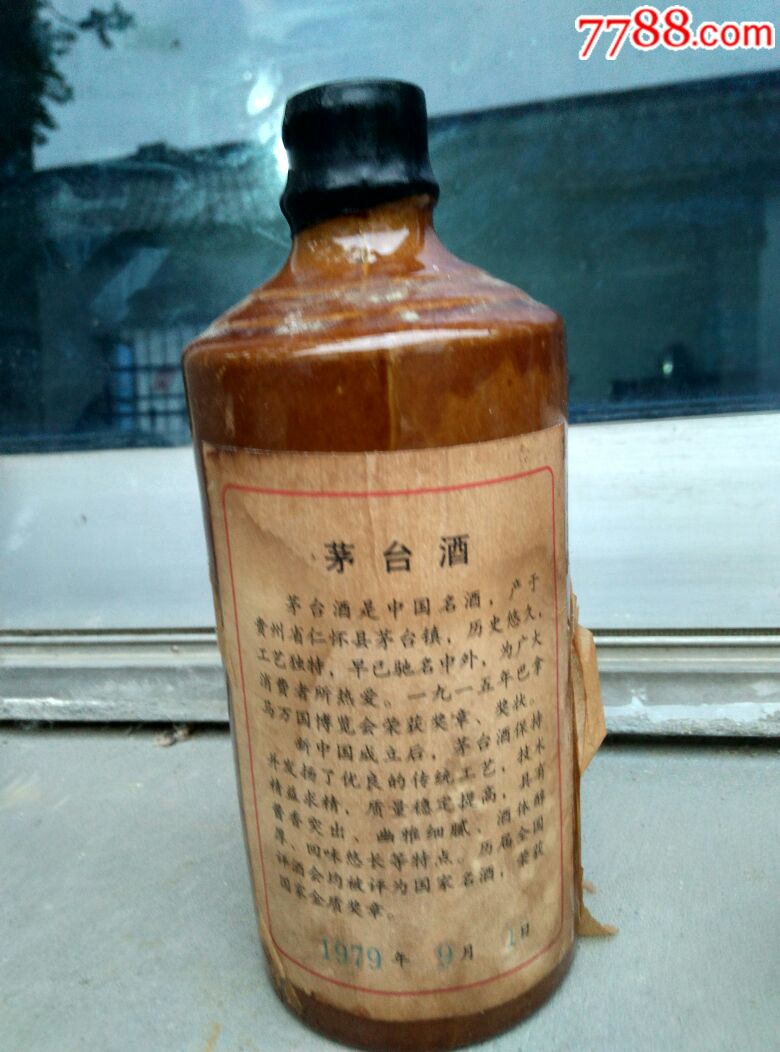 7788.com
茅台酒
茅台酒是中国名酒，产于
贵州省仁怀县茅台镇，历史悠久，
工艺独特，早已驰名中外，为广大
消费者所热爱。一九一五年巴拿
马万国博览会荣获奖章、奖状。
新中国成立后，茅台酒保持
并发扬了优良的传统工艺，技术
精益求精，质量稳定提高，具有
酱香突出、幽雅细腻、酒体醇
厚、回味悠长等特点。历届全国
评酒会均被评为国家名酒，荣获
国家金质奖章。
1979年9月1日